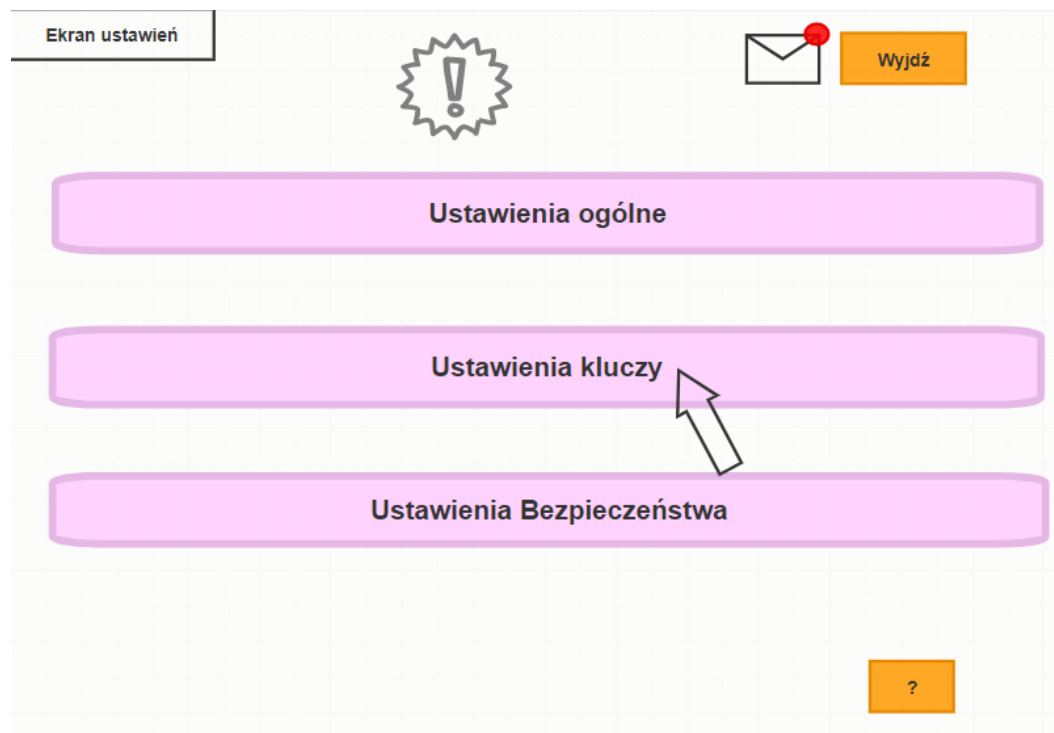 Ekran ustawień
!
Wyjdź
Ustawienia ogólne
Ustawienia kluczy
Ustawienia Bezpieczeństwa
?